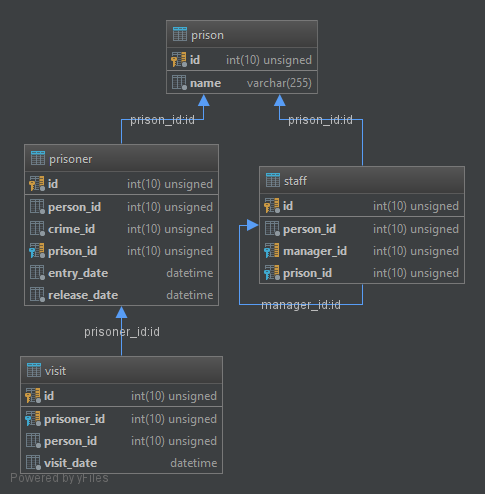 prison
id int(10) unsigned
name varchar(255)
prison_id:id
prison_id:id
prisoner
id int(10) unsigned
person_id int(10) unsigned
crime_id int(10) unsigned
prison_id int(10) unsigned
entry_date datetime
release_date datetime
staff
id int(10) unsigned
person_id int(10) unsigned
manager_id int(10) unsigned
prison_id int(10) unsigned
manager_id:id
prisoner_id:id
visit
id int(10) unsigned
prisoner_id int(10) unsigned
person_id int(10) unsigned
visit_date datetime
Powered by yFiles